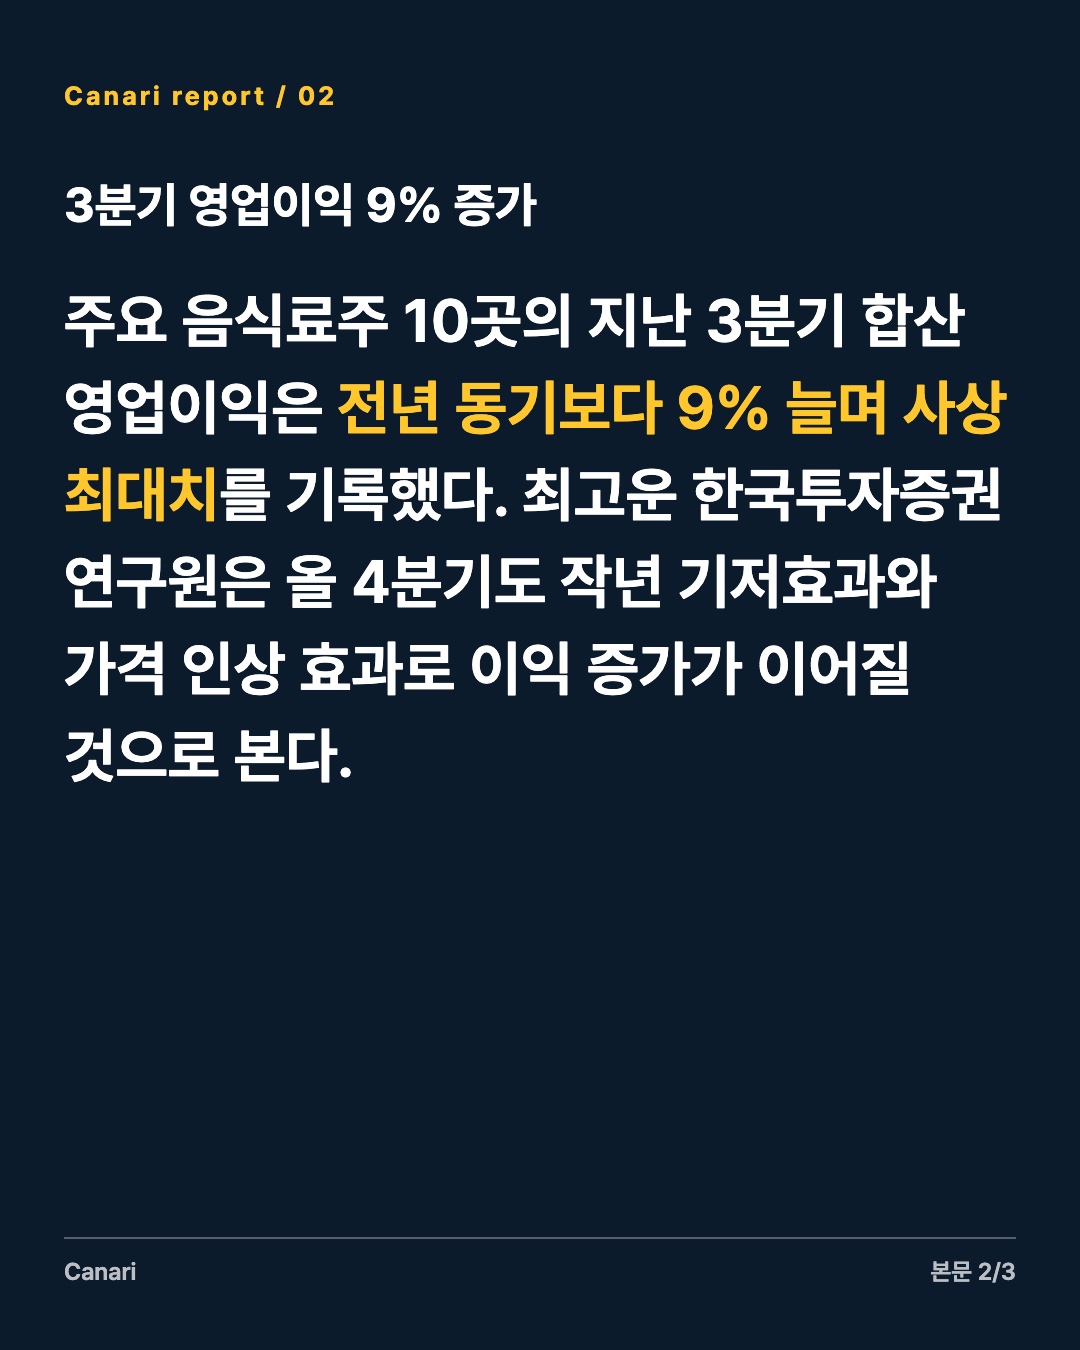 Canari report / 02
3분기 영업이익 9% 증가
주요 음식료주 10곳의 지난 3분기 합산
영업이익은 전년 동기보다 9% 늘며 사상
최대치를 기록했다. 최고운 한국투자증권
연구원은 올 4분기도 작년 기저효과와
가격 인상 효과로 이익 증가가 이어질
것으로 본다.
Canari
본문 2/3